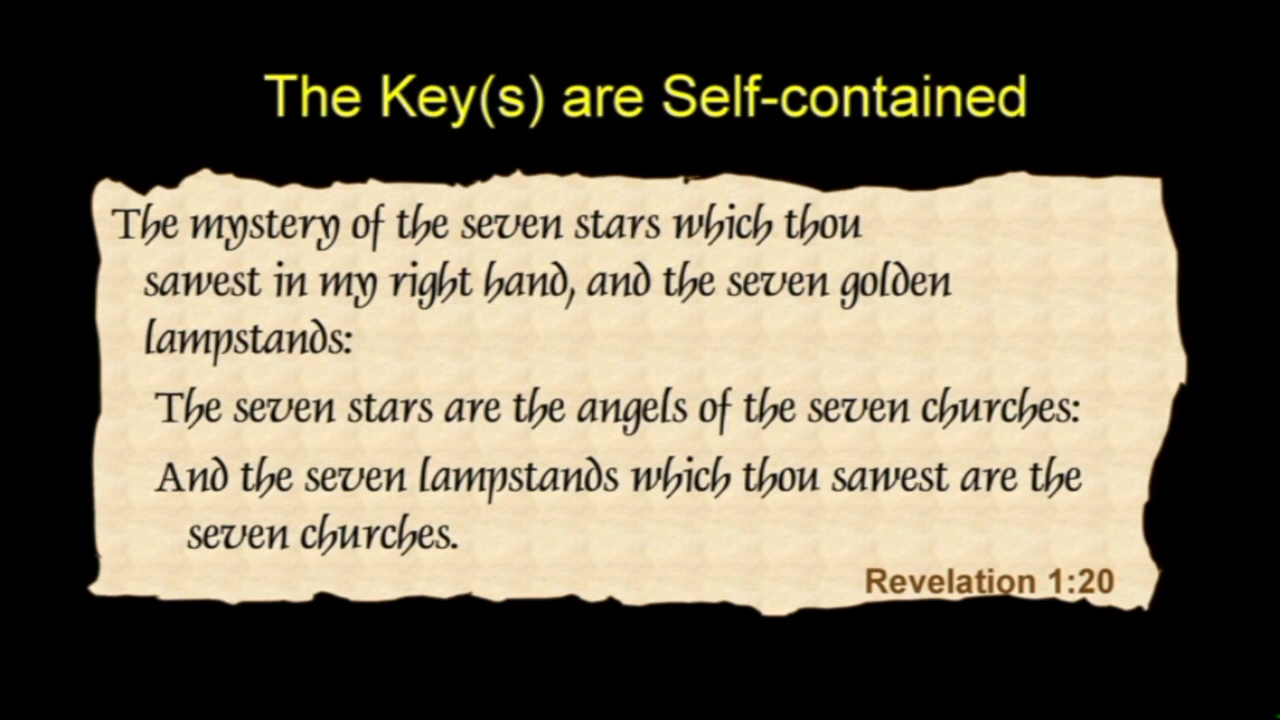 The Key(s) are Self-contained
The mystery of the seven stars which thou
sawest in my right hand, and the seven golden
lampstands:
The seven stars are the angels of the seven churches:
And the seven lampstands which thou sawest are the
seven churches.
Revelation 1:20